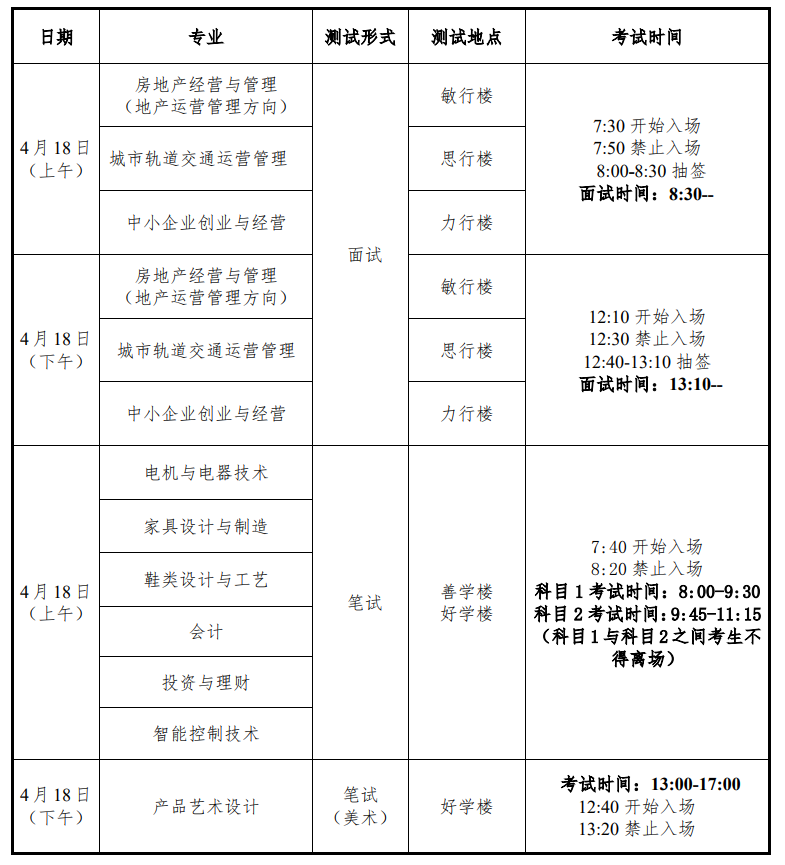 日期 专业 测试形式 测试地点 考试时间
4月18日
（上午）
房地产经营与管理
（地产运营管理方向）
敏行楼
城市轨道交通运营管理
思行楼
中小企业创业与经营
力行楼
面试
7:30 开始入场
7:50 禁止入场
8:00-8:30 抽签
面试时间：8:30--
4月18日
（下午）
房地产经营与管理
（地产运营管理方向）
敏行楼
城市轨道交通运营管理
思行楼
中小企业创业与经营
力行楼
12:10 开始入场
12:30 禁止入场
12:40-13:10 抽签
面试时间：13:10--
4月18日
（上午）
电机与电器技术
家具设计与制造
鞋类设计与工艺
会计
投资与理财
智能控制技术
笔试
善学楼
好学楼
7:40 开始入场
8:20 禁止入场
科目1考试时间：8:00-9:30
科目2考试时间:9:45-11:15
（科目1与科目2之间考生不
得离场）
4月18日
（下午）
产品艺术设计
笔试
（美术）
好学楼
考试时间：13:00-17:00
12:40 开始入场
13:20 禁止入场